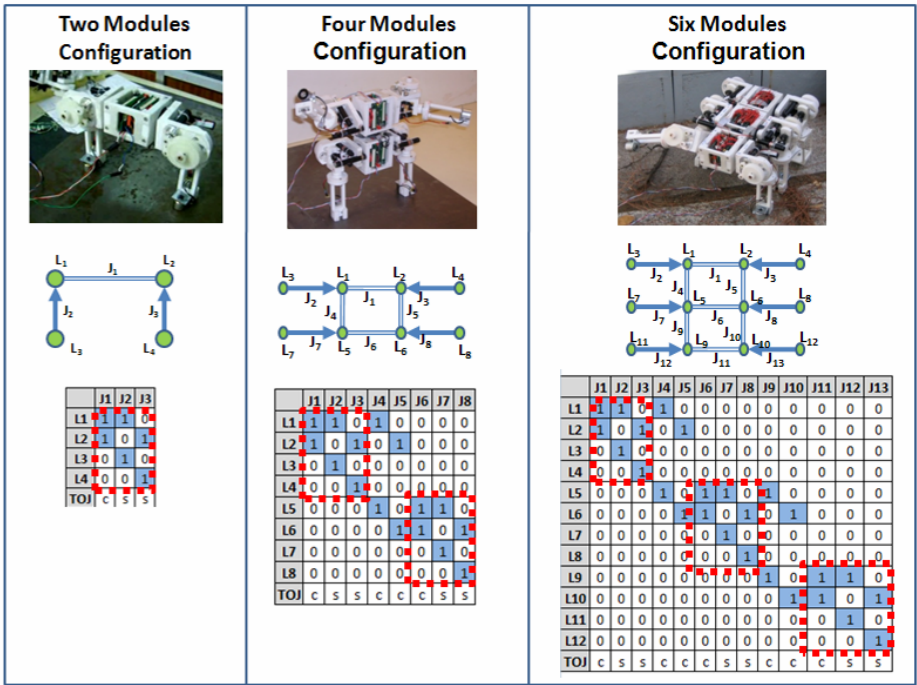 Two Modules
Configuration
L1
L2
J1
J2
J3
L3
L4
J1 J2 J3
L1 1 1 0
L2 1 0 1
L3 0 1 0
L4 0 0 1
TOJ c s s
Four Modules
Configuration
L3 L1 L2 L4
J2 J1 J3
J4 J5
J7 J6 J8
L7 L5 L6 L8
J1 J2 J3 J4 J5 J6 J7 J8
L1 1 1 0 1 0 0 0 0
L2 1 0 1 0 1 0 0 0
L3 0 1 0 0 0 0 0 0
L4 0 0 1 0 0 0 0 0
L5 0 0 0 1 0 1 1 0
L6 0 0 0 0 1 1 0 1
L7 0 0 0 0 0 0 1 0
L8 0 0 0 0 0 0 0 1
TOJ c s s c c c s s
Six Modules
Configuration
L3 L1 L2 L4
J2 J1 J3
J4 J5
L7 L5 L6 L8
J7 J6 J8
J9 J10
L11 L9 L10 L12
J12 J11 J13
J1 J2 J3 J4 J5 J6 J7 J8 J9 J10 J11 J12 J13
L1 1 1 0 1 0 0 0 0 0 0 0 0 0
L2 1 0 1 0 1 0 0 0 0 0 0 0 0
L3 0 1 0 0 0 0 0 0 0 0 0 0 0
L4 0 0 1 0 0 0 0 0 0 0 0 0 0
L5 0 0 0 1 0 1 1 0 1 0 0 0 0
L6 0 0 0 0 1 1 0 1 0 1 0 0 0
L7 0 0 0 0 0 0 1 0 0 0 0 0 0
L8 0 0 0 0 0 0 0 1 0 0 0 0 0
L9 0 0 0 0 0 0 0 0 1 0 1 1 0
L10 0 0 0 0 0 0 0 0 0 1 1 0 1
L11 0 0 0 0 0 0 0 0 0 0 0 1 0
L12 0 0 0 0 0 0 0 0 0 0 0 0 1
TOJ c s s c c c s s c c c s s